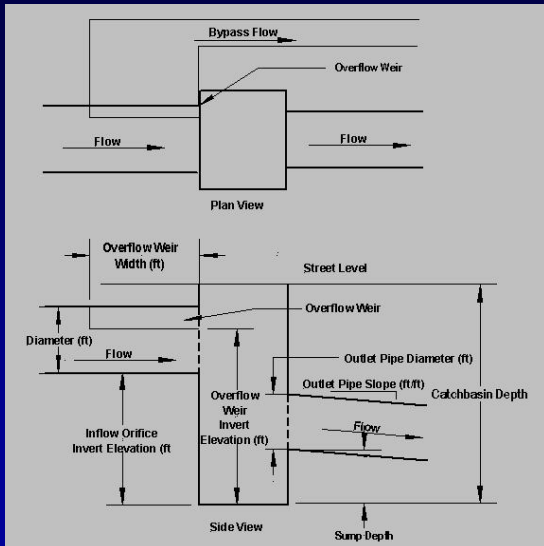 Bypass Flow
Overflow Weir
Flow
Flow
Plan View
Overflow Weir
Width (ft)
Street Level
Overflow Weir
Diameter (ft)
Flow
Outlet Pipe Diameter (ft)
Outlet Pipe Slope (ft/ft)
Catchbasin Depth
Overflow
Weir
Invert
Elevation (ft)
Flow
Inflow Orifice
Invert Elevation (ft
Side View
Sump Depth